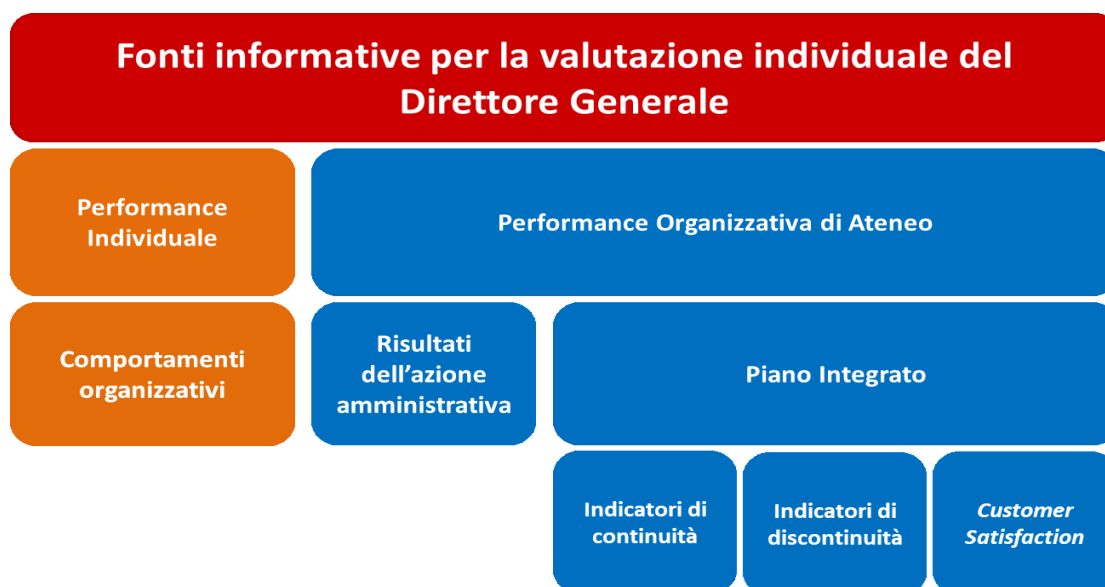 Fonti informative per la valutazione individuale del
Direttore Generale
Performance
Individuale
Performance Organizzativa di Ateneo
Comportamenti
organizzativi
Risultati
dell’azione
amministrativa
Piano Integrato
Indicatori di
continuità
Indicatori di
discontinuità
Customer
Satisfaction